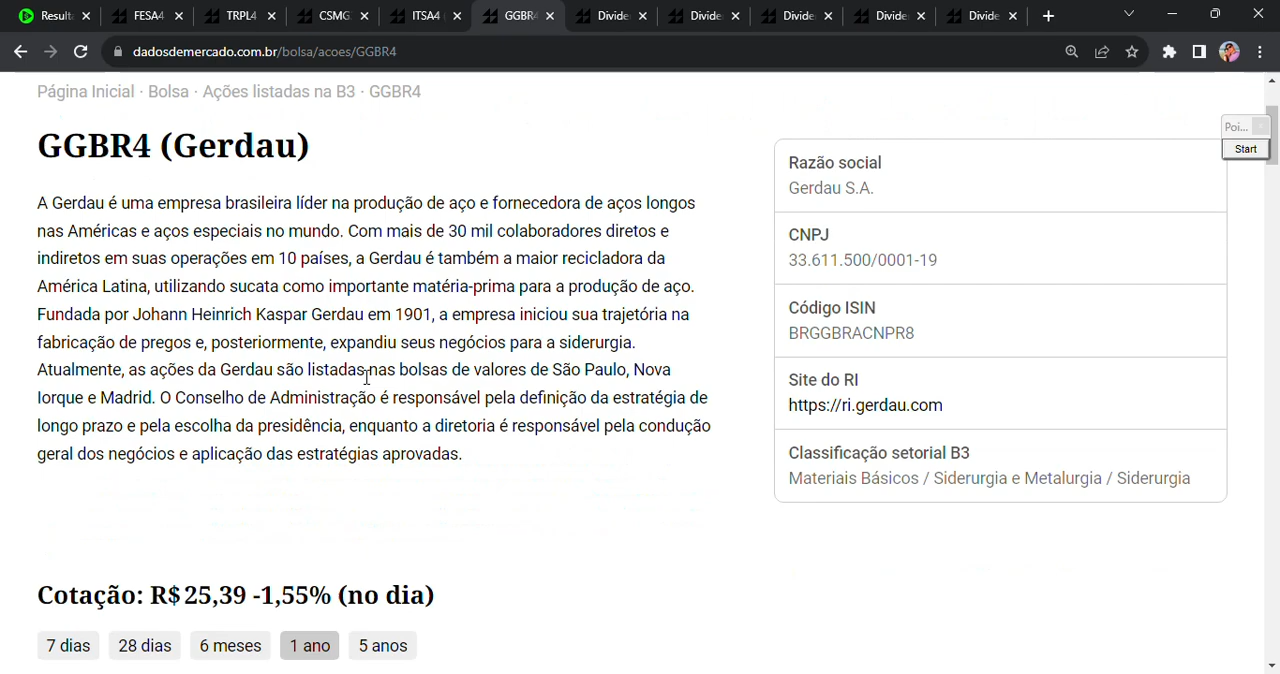 Result
FESA4
TRPL4
CSMG
ITSA4
GGBR
Divide
Divide
Divide
Divide
Divide
dadosdemercado.com.br/bolsa/acoes/GGBR4
Página Inicial · Bolsa · Ações listadas na B3 · GGBR4
GGBR4 (Gerdau)
A Gerdau é uma empresa brasileira líder na produção de aço e fornecedora de aços longos
nas Américas e aços especiais no mundo. Com mais de 30 mil colaboradores diretos e
indiretos em suas operações em 10 países, a Gerdau é também a maior recicladora da
América Latina, utilizando sucata como importante matéria-prima para a produção de aço.
Fundada por Johann Heinrich Kaspar Gerdau em 1901, a empresa iniciou sua trajetória na
fabricação de pregos e, posteriormente, expandiu seus negócios para a siderurgia.
Atualmente, as ações da Gerdau são listadas nas bolsas de valores de São Paulo, Nova
Iorque e Madrid. O Conselho de Administração é responsável pela definição da estratégia de
longo prazo e pela escolha da presidência, enquanto a diretoria é responsável pela condução
geral dos negócios e aplicação das estratégias aprovadas.
Poi...
Start
Razão social
Gerdau S.A.
CNPJ
33.611.500/0001-19
Código ISIN
BRGGBRACNPR8
Site do RI
https://ri.gerdau.com
Classificação setorial B3
Materiais Básicos / Siderurgia e Metalurgia / Siderurgia
Cotação: R$ 25,39 -1,55% (no dia)
7 dias
28 dias
6 meses
1 ano
5 anos